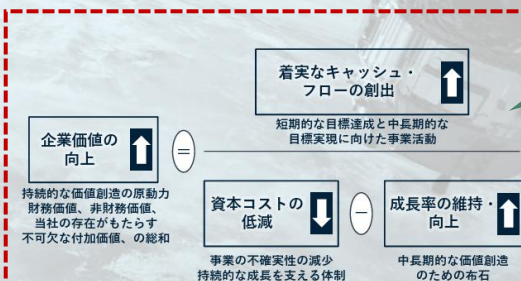 着実なキャッシュ・
フローの創出
短期的な目標達成と中長期的な
目標実現に向けた事業活動
企業価値の
向上
=
持続的な価値創造の原動力
財務価値、非財務価値、
当社の存在がもたらす
不可欠な付加価値、の総和
資本コストの
低減
事業の不確実性の減少
持続的な成長を支える体制
−
成長率の維持・
向上
中長期的な価値創造
のための布石